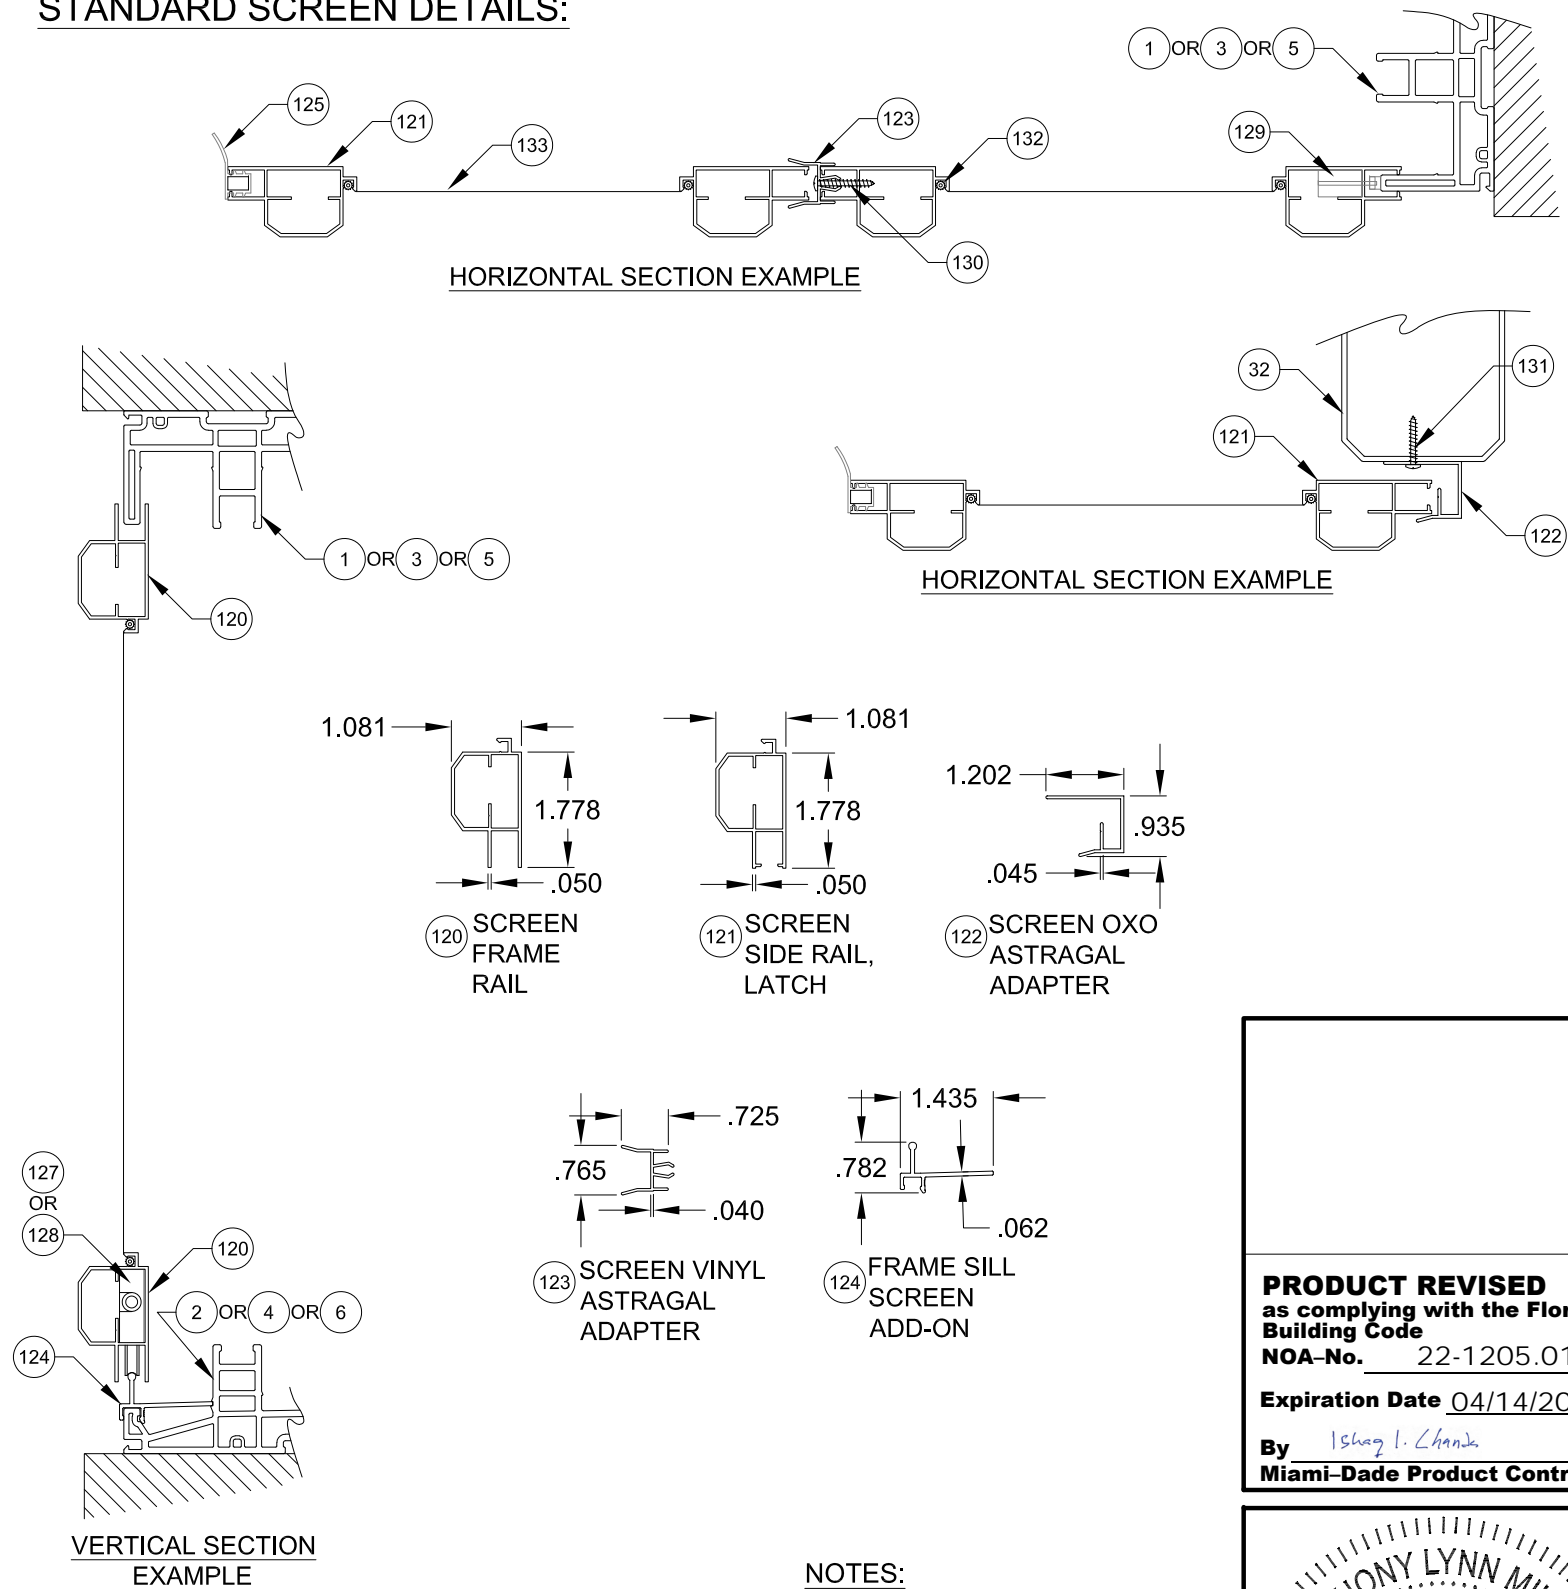 STANDARD SCREEN DETAILS:
1 OR 3 OR 5
125
121
133
123
132
129
130
HORIZONTAL SECTION EXAMPLE
32
131
121
122
HORIZONTAL SECTION EXAMPLE
1 OR 3 OR 5
120
1.081
1.778
.050
120 SCREEN
FRAME
RAIL
1.081
1.778
.050
121 SCREEN
SIDE RAIL,
LATCH
1.202
.935
.045
122 SCREEN OXO
ASTRAGAL
ADAPTER
.725
.765
.040
123 SCREEN VINYL
ASTRAGAL
ADAPTER
1.435
.782
.062
124 FRAME SILL
SCREEN
ADD-ON
127
OR
128
120
2 OR 4 OR 6
124
VERTICAL SECTION
EXAMPLE
NOTES:
PRODUCT REVISED
as complying with the Flor
Building Code
NOA–No. 22-1205.01
Expiration Date 04/14/20
By Ishaq I. Chanda
Miami–Dade Product Contr
HONY LYNN